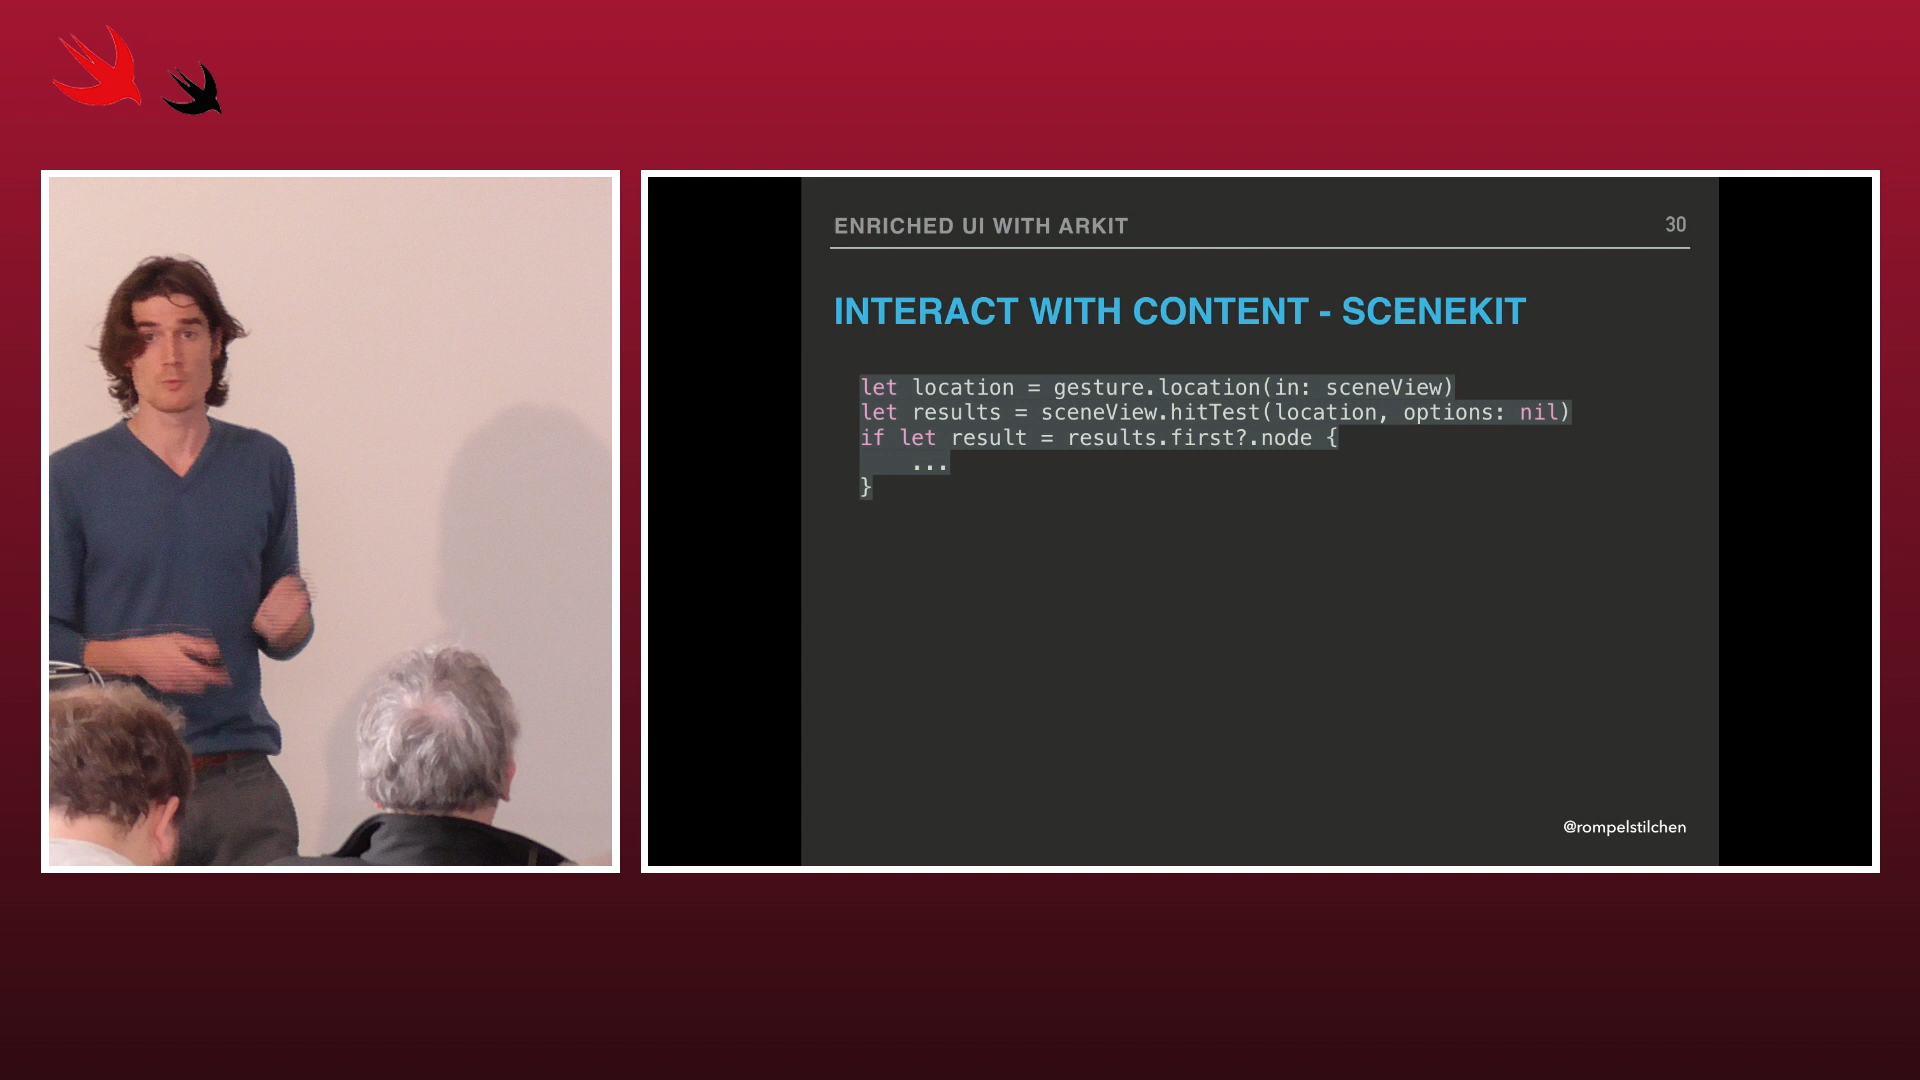 ENRICHED UI WITH ARKIT
30
INTERACT WITH CONTENT - SCENEKIT
let location = gesture.location(in: sceneView)
let results = sceneView.hitTest(location, options: nil)
if let result = results.first?.node {
    ...
}
@rompelstilchen